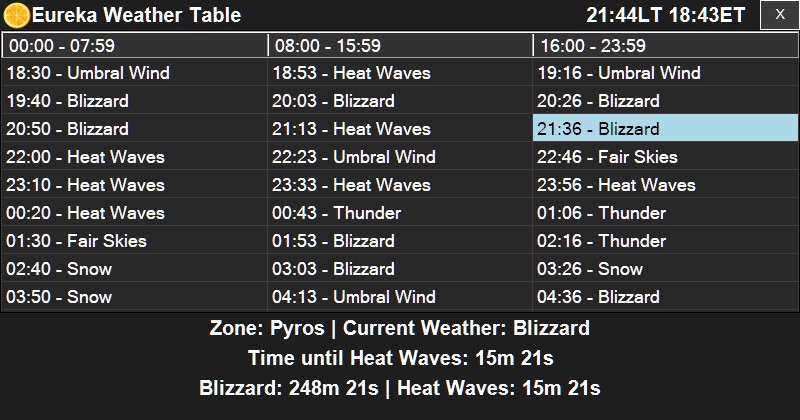 Eureka Weather Table 21:44LT 18:43ET X
00:00 - 07:59 08:00 - 15:59 16:00 - 23:59
18:30 - Umbral Wind 18:53 - Heat Waves 19:16 - Umbral Wind
19:40 - Blizzard 20:03 - Blizzard 20:26 - Blizzard
20:50 - Blizzard 21:13 - Heat Waves 21:36 - Blizzard
22:00 - Heat Waves 22:23 - Umbral Wind 22:46 - Fair Skies
23:10 - Heat Waves 23:33 - Heat Waves 23:56 - Heat Waves
00:20 - Heat Waves 00:43 - Thunder 01:06 - Thunder
01:30 - Fair Skies 01:53 - Blizzard 02:16 - Thunder
02:40 - Snow 03:03 - Blizzard 03:26 - Snow
03:50 - Snow 04:13 - Umbral Wind 04:36 - Blizzard
Zone: Pyros | Current Weather: Blizzard
Time until Heat Waves: 15m 21s
Blizzard: 248m 21s | Heat Waves: 15m 21s